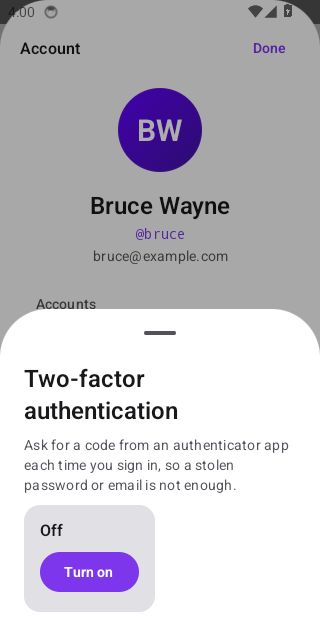 4:00
Account
Done
BW
Bruce Wayne
@bruce
bruce@example.com
Accounts
Two-factor
authentication
Ask for a code from an authenticator app
each time you sign in, so a stolen
password or email is not enough.
Off
Turn on